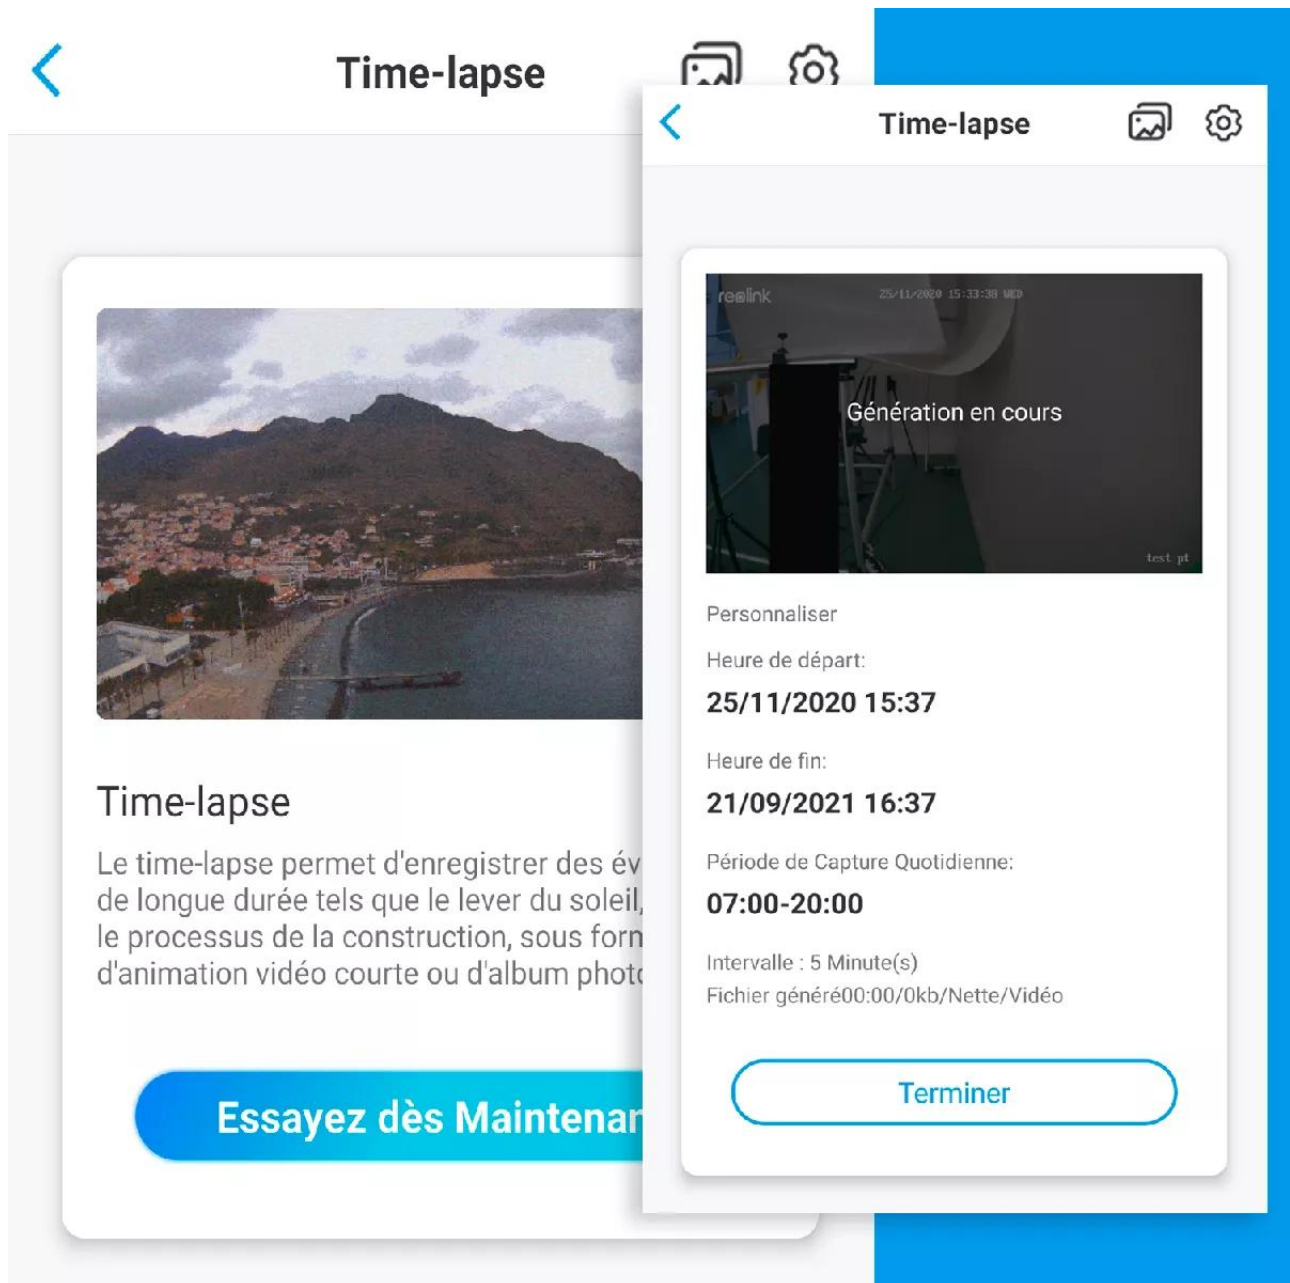 Time-lapse
Time-lapse
Le time-lapse permet d'enregistrer des év
de longue durée tels que le lever du soleil,
le processus de la construction, sous form
d'animation vidéo courte ou d'album photo
Essayez dès Maintenan
Time-lapse
reolink
25/11/2020 15:33:38 WED
Génération en cours
test pt
Personnaliser
Heure de départ:
25/11/2020 15:37
Heure de fin:
21/09/2021 16:37
Période de Capture Quotidienne:
07:00-20:00
Intervalle : 5 Minute(s)
Fichier généré00:00/0kb/Nette/Vidéo
Terminer